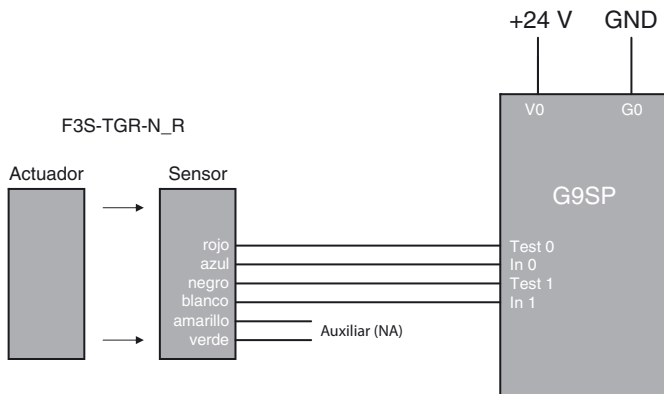 +24 V GND
V0 G0
F3S-TGR-N_R
Actuador Sensor
G9SP
rojo Test 0
azul In 0
negro Test 1
blanco In 1
amarillo
Auxiliar (NA)
verde